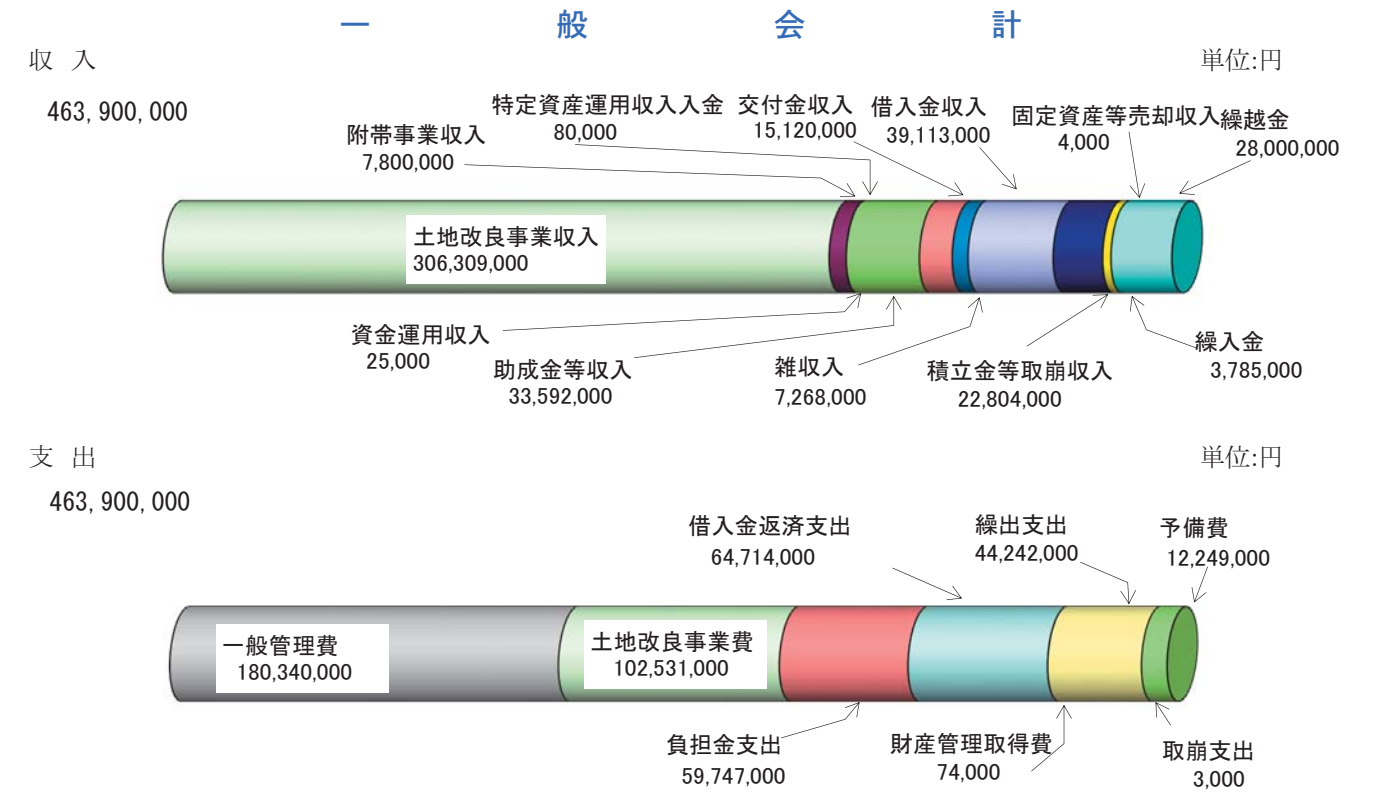 一般会計
収 入
単位:円
463,900,000
附帯事業収入
7,800,000
特定資産運用収入入金
80,000
交付金収入
15,120,000
借入金収入
39,113,000
固定資産等売却収入
4,000
繰越金
28,000,000
土地改良事業収入
306,309,000
資金運用収入
25,000
助成金等収入
33,592,000
雑収入
7,268,000
積立金等取崩収入
22,804,000
繰入金
3,785,000
支 出
単位:円
463,900,000
借入金返済支出
64,714,000
繰出支出
44,242,000
予備費
12,249,000
一般管理費
180,340,000
土地改良事業費
102,531,000
負担金支出
59,747,000
財産管理取得費
74,000
取崩支出
3,000